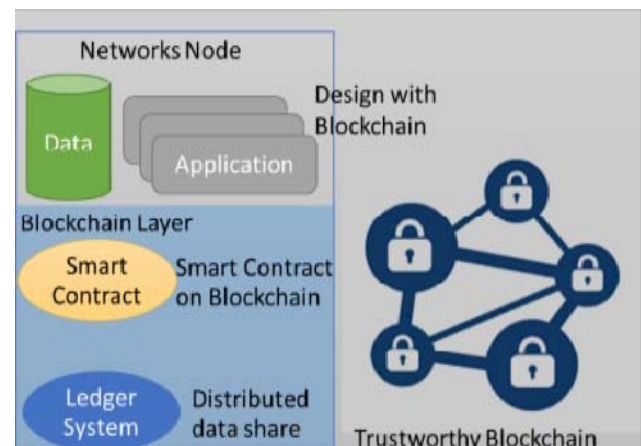 Networks Node
Data
Application
Design with
Blockchain
Blockchain Layer
Smart
Contract
Smart Contract
on Blockchain
Ledger
System
Distributed
data share
Trustworthy Blockchain